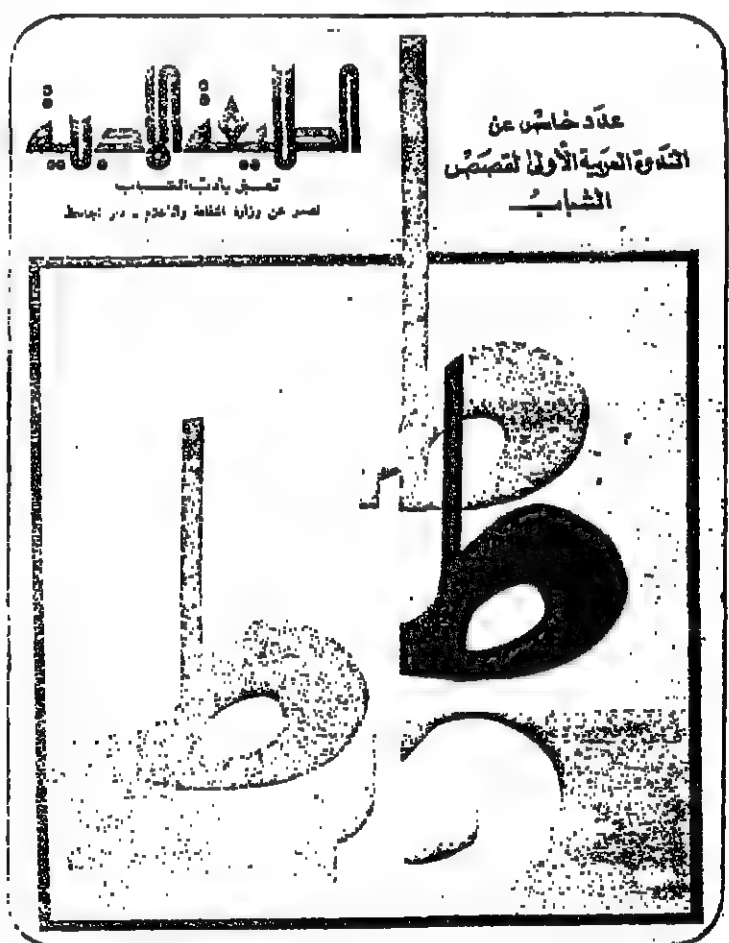 عدد خاص عن
الندوة العربية الأولى لقصص
الشباب
الطليعة الأدبية
تعنى بأدب الشباب
تصدر عن وزارة الثقافة والاعلام - دار الجاحظ
ط
ط
ط